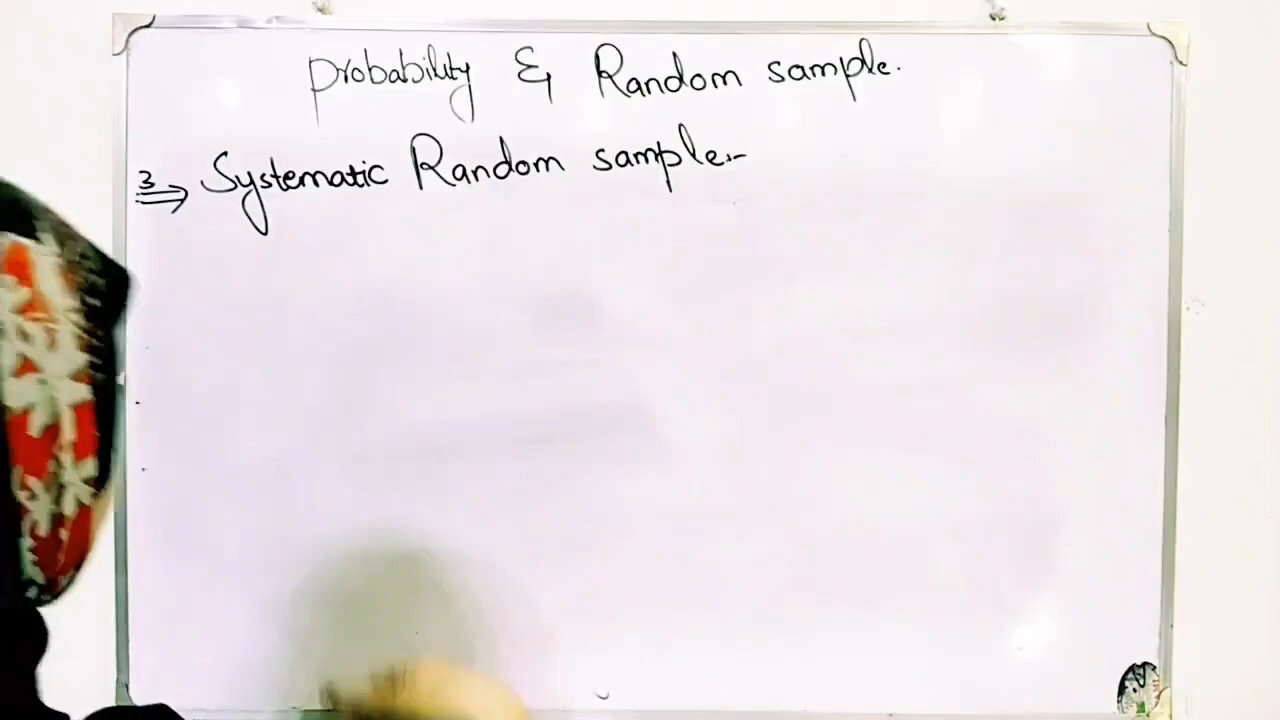 probability & Random sample.
3 ⇒ Systematic Random sample:-